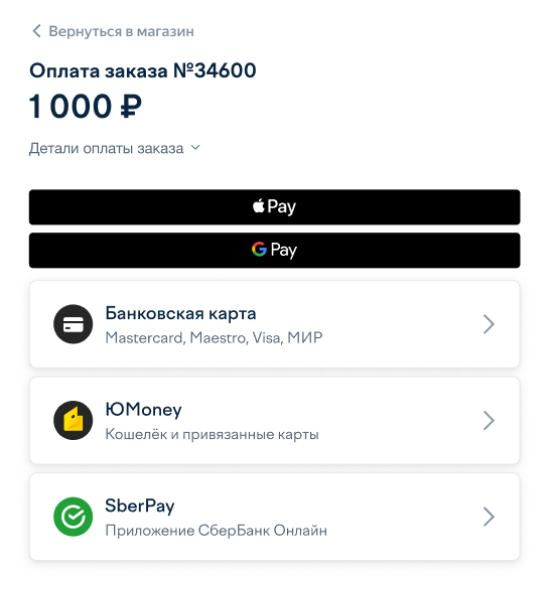 Вернуться в магазин
Оплата заказа №34600
1 000 ₽
Детали оплаты заказа
Pay
G Pay
Банковская карта
Mastercard, Maestro, Visa, МИР
ЮMoney
Кошелёк и привязанные карты
SberPay
Приложение СберБанк Онлайн